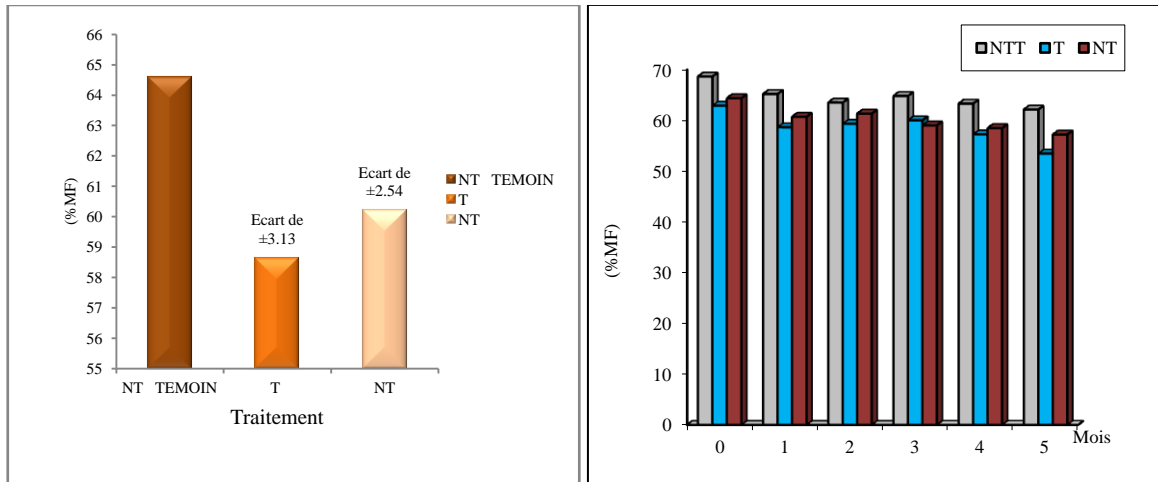 66
65
64
63
62
61
60
59
58
57
56
55
(%MF)
Ecart de
±3.13
Ecart de
±2.54
NT TEMOIN
T
NT
NT TEMOIN
T
NT
Traitement
NTT
T
NT
70
60
50
40
30
20
10
0
(%MF)
0
1
2
3
4
5
Mois